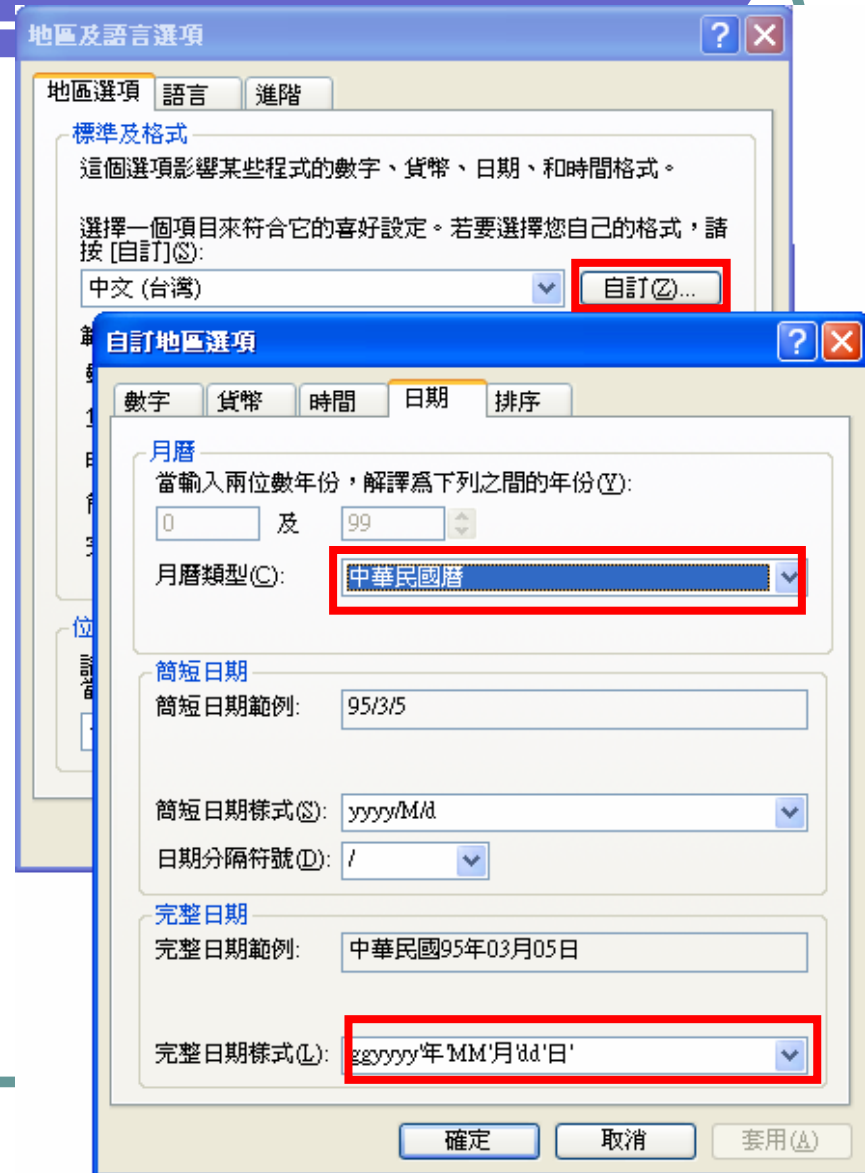 地區及語言選項
地區選項 語言 進階
標準及格式
這個選項影響某些程式的數字、貨幣、日期、和時間格式。
選擇一個項目來符合它的喜好設定。若要選擇您自己的格式,請
按 [自訂](S):
中文 (台灣) 自訂(Z)...
自訂地區選項
數字 貨幣 時間 日期 排序
月曆
當輸入兩位數年份,解譯為下列之間的年份(Y):
0 及 99
月曆類型(C): 中華民國曆
簡短日期
簡短日期範例: 95/3/5
簡短日期樣式(S): yyyy/M/d
日期分隔符號(D): /
完整日期
完整日期範例: 中華民國95年03月05日
完整日期樣式(L): ggyyyy'年'MM'月'dd'日'
確定 取消 套用(A)